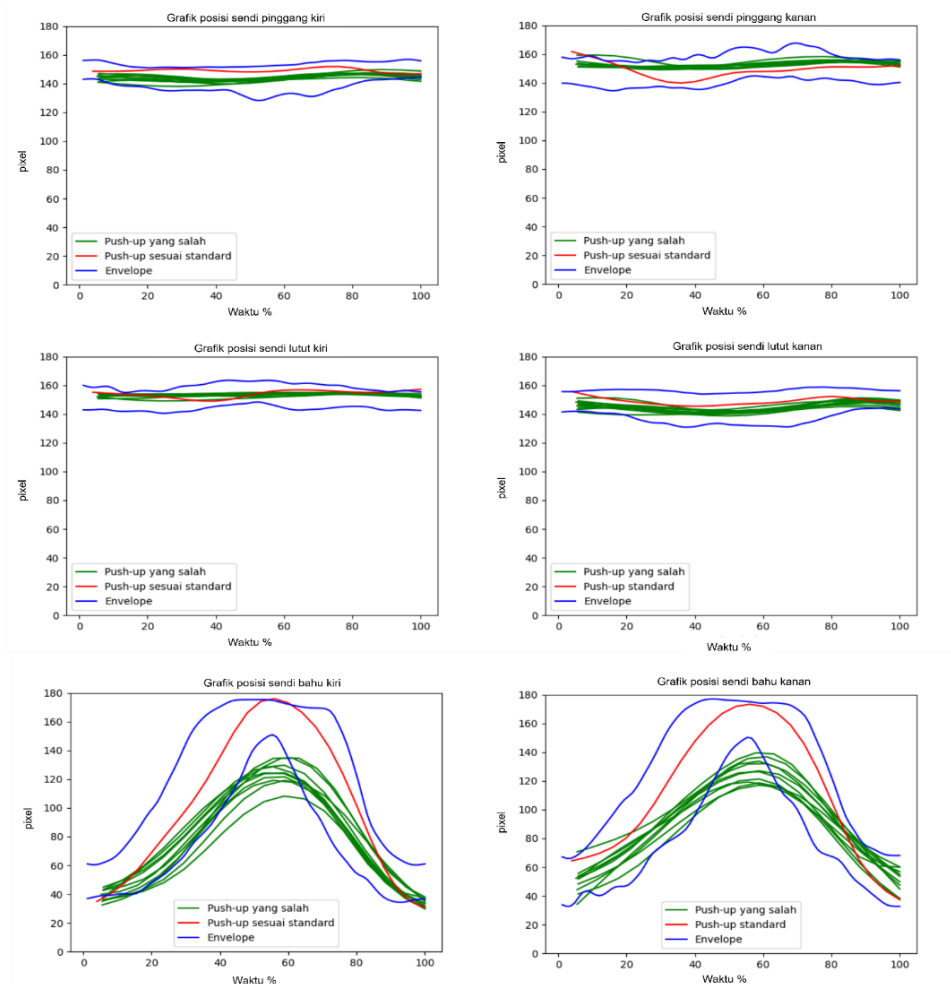 Grafik posisi sendi pinggang kiri
180
160
140
120
100
80
60
40
20
0
pixel
Push-up yang salah
Push-up sesuai standard
Envelope
0 20 40 60 80 100
Waktu %
Grafik posisi sendi pinggang kanan
180
160
140
120
100
80
60
40
20
0
pixel
Push-up yang salah
Push-up sesuai standard
Envelope
0 20 40 60 80 100
Waktu %
Grafik posisi sendi lutut kiri
180
160
140
120
100
80
60
40
20
0
pixel
Push-up yang salah
Push-up sesuai standard
Envelope
0 20 40 60 80 100
Waktu %
Grafik posisi sendi lutut kanan
180
160
140
120
100
80
60
40
20
0
pixel
Push-up yang salah
Push-up standard
Envelope
0 20 40 60 80 100
Waktu %
Grafik posisi sendi bahu kiri
180
160
140
120
100
80
60
40
20
0
pixel
Push-up yang salah
Push-up sesuai standard
Envelope
0 20 40 60 80 100
Waktu %
Grafik posisi sendi bahu kanan
180
160
140
120
100
80
60
40
20
0
pixel
Push-up yang salah
Push-up standard
Envelope
0 20 40 60 80 100
Waktu %